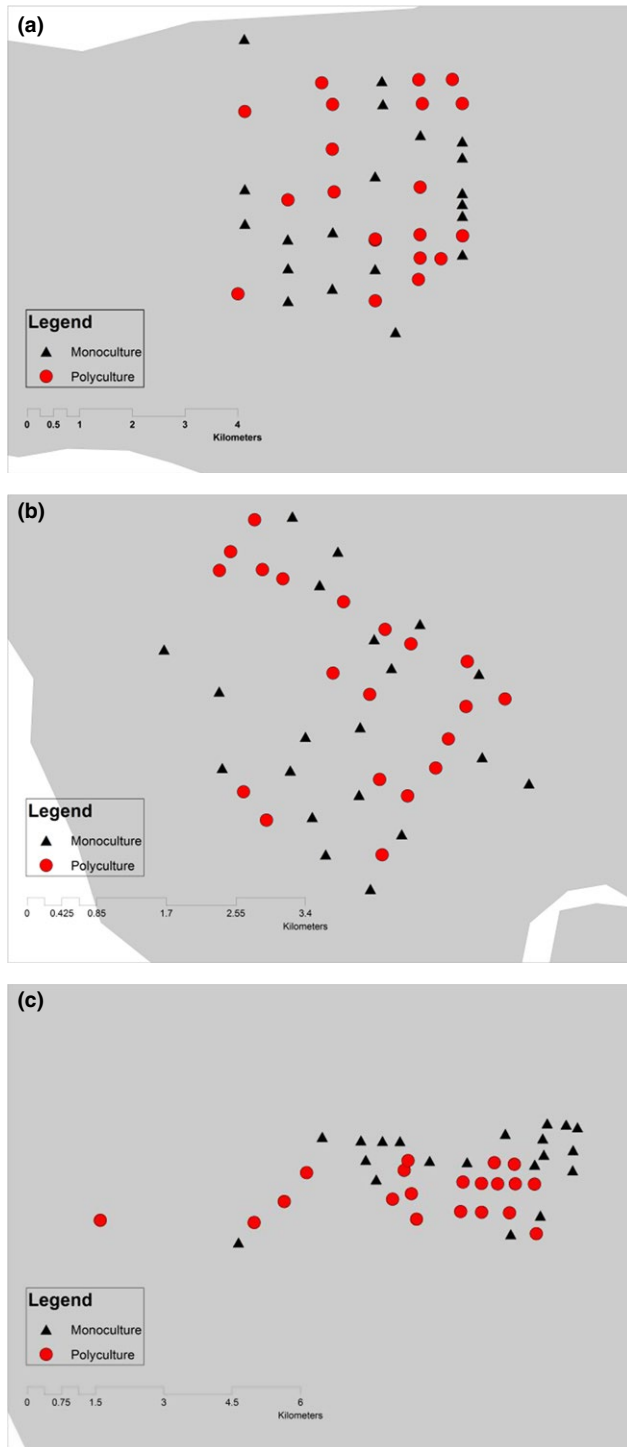 (a)
Legend
Monoculture
Polyculture
0 0.5 1 2 3 4
Kilometers
(b)
Legend
Monoculture
Polyculture
0 0.425 0.85 1.7 2.55 3.4
Kilometers
(c)
Legend
Monoculture
Polyculture
0 0.75 1.5 3 4.5 6
Kilometers